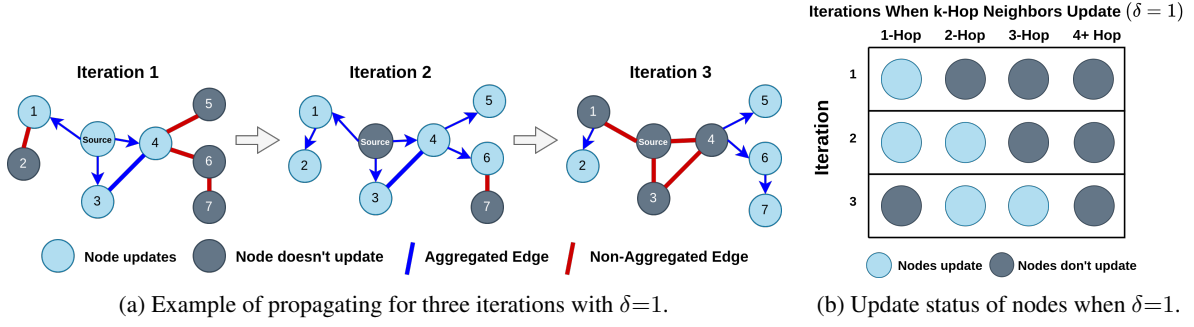 Iteration 1
1
2
Source
3
4
5
6
7
Iteration 2
1
2
Source
3
4
5
6
7
Iteration 3
1
2
Source
3
4
5
6
7
Node updates
Node doesn't update
Aggregated Edge
Non-Aggregated Edge
(a) Example of propagating for three iterations with δ=1.
Iterations When k-Hop Neighbors Update (δ = 1)
1-Hop 2-Hop 3-Hop 4+ Hop
Iteration
1
2
3
Nodes update
Nodes don't update
(b) Update status of nodes when δ=1.